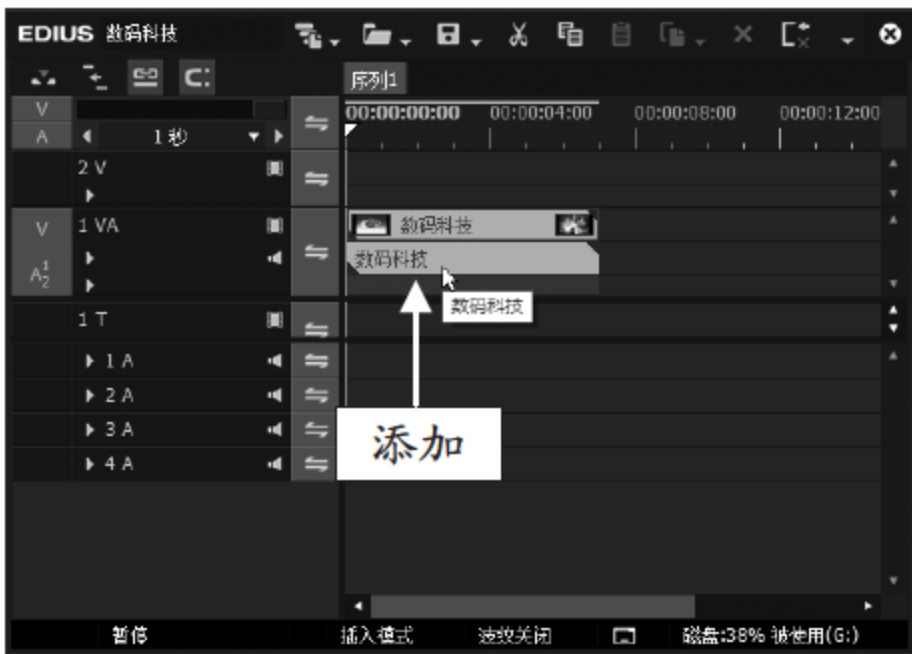 EDIUS 数码科技
序列1
V
A
1秒
00:00:00:00 00:00:04:00 00:00:08:00 00:00:12:00
2 V
V
1 VA
数码科技
A 1 2
数码科技
数码科技
1 T
1 A
2 A
3 A
4 A
添加
暂停 插入模式 波纹关闭 磁盘:38% 被使用(G:)